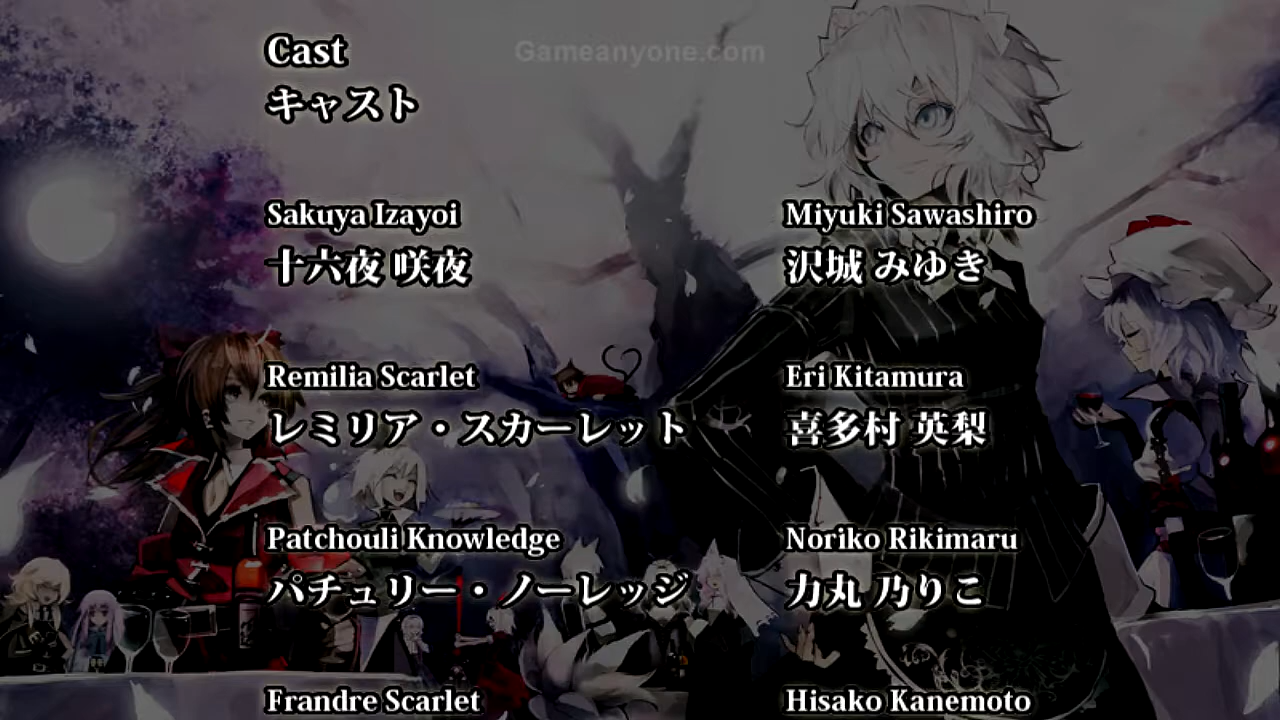 Cast
Gameanyone.com
キャスト
Sakuya Izayoi
Miyuki Sawashiro
十六夜 咲夜
沢城 みゆき
Remilia Scarlet
Eri Kitamura
レミリア・スカーレット
喜多村 英梨
Patchouli Knowledge
Noriko Rikimaru
パチュリー・ノーレッジ
力丸 乃りこ
Frandre Scarlet
Hisako Kanemoto